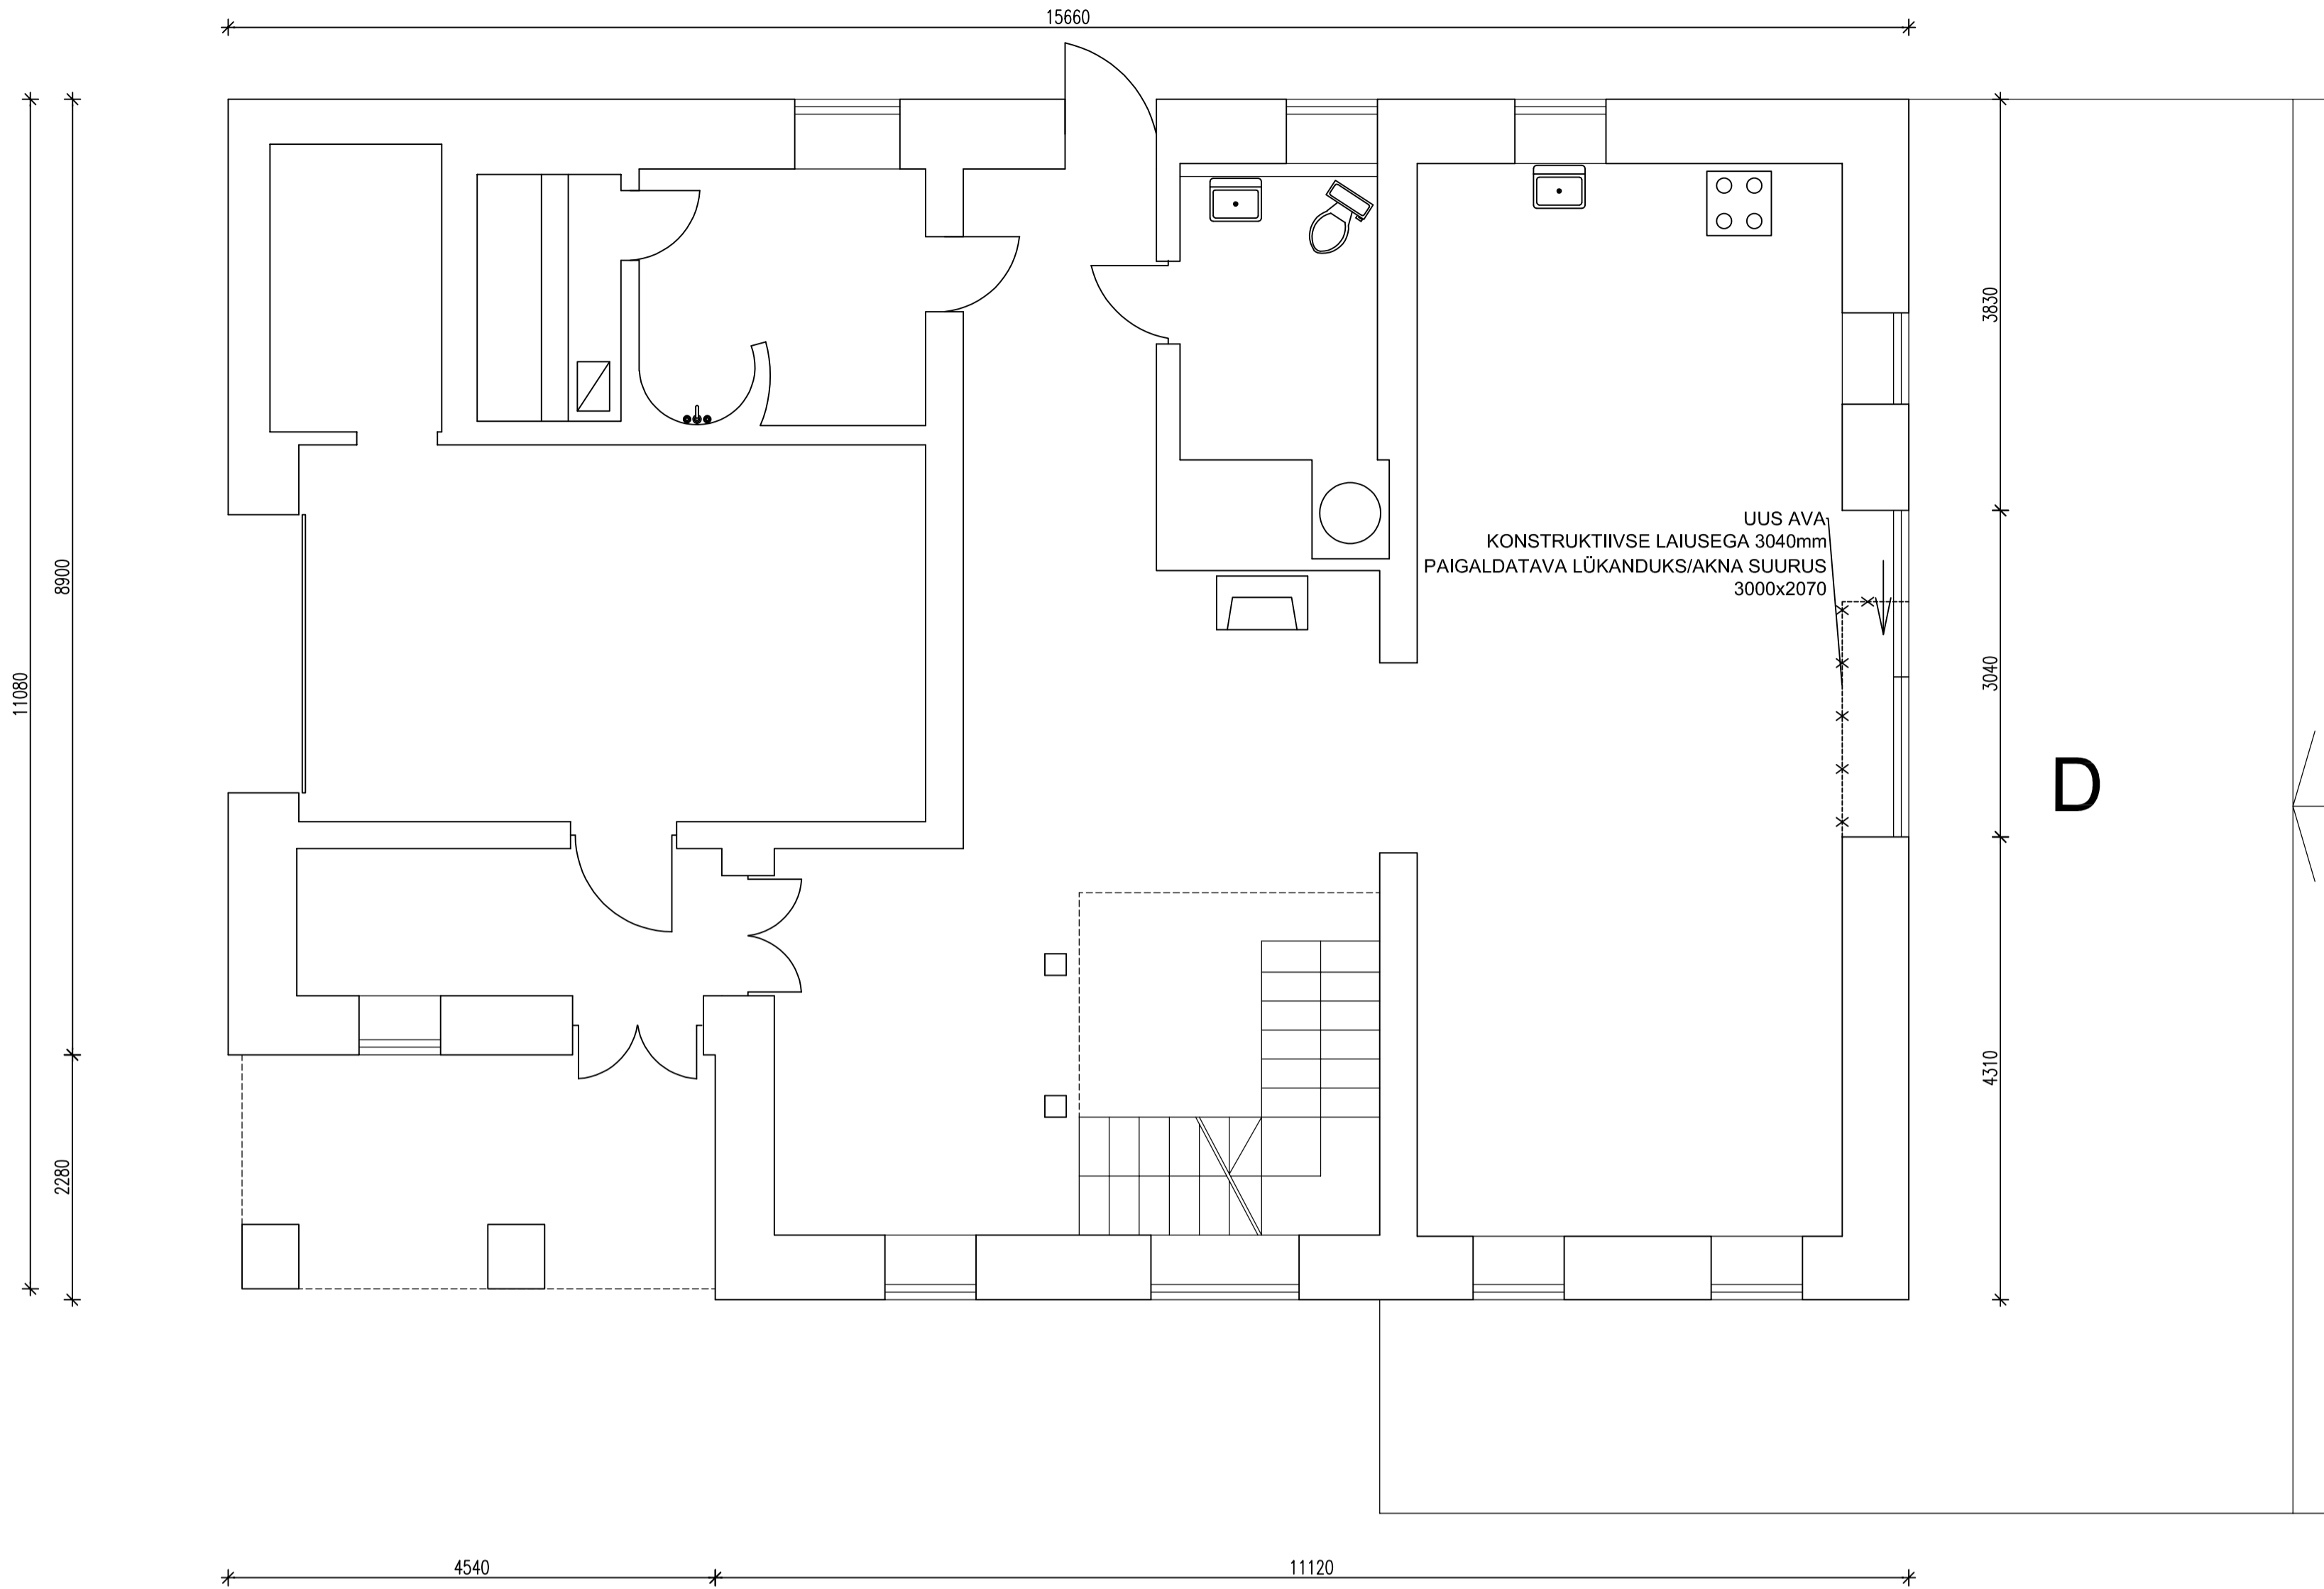 15660
3830
8900
UUS AVA
KONSTRUKTIIVSE LAIUSEGA 3040mm
PAIGALDATAVA LÜKANDUKS/AKNA SUURUS
3000x2070
11080
3040
D
4310
2280
4540
11120